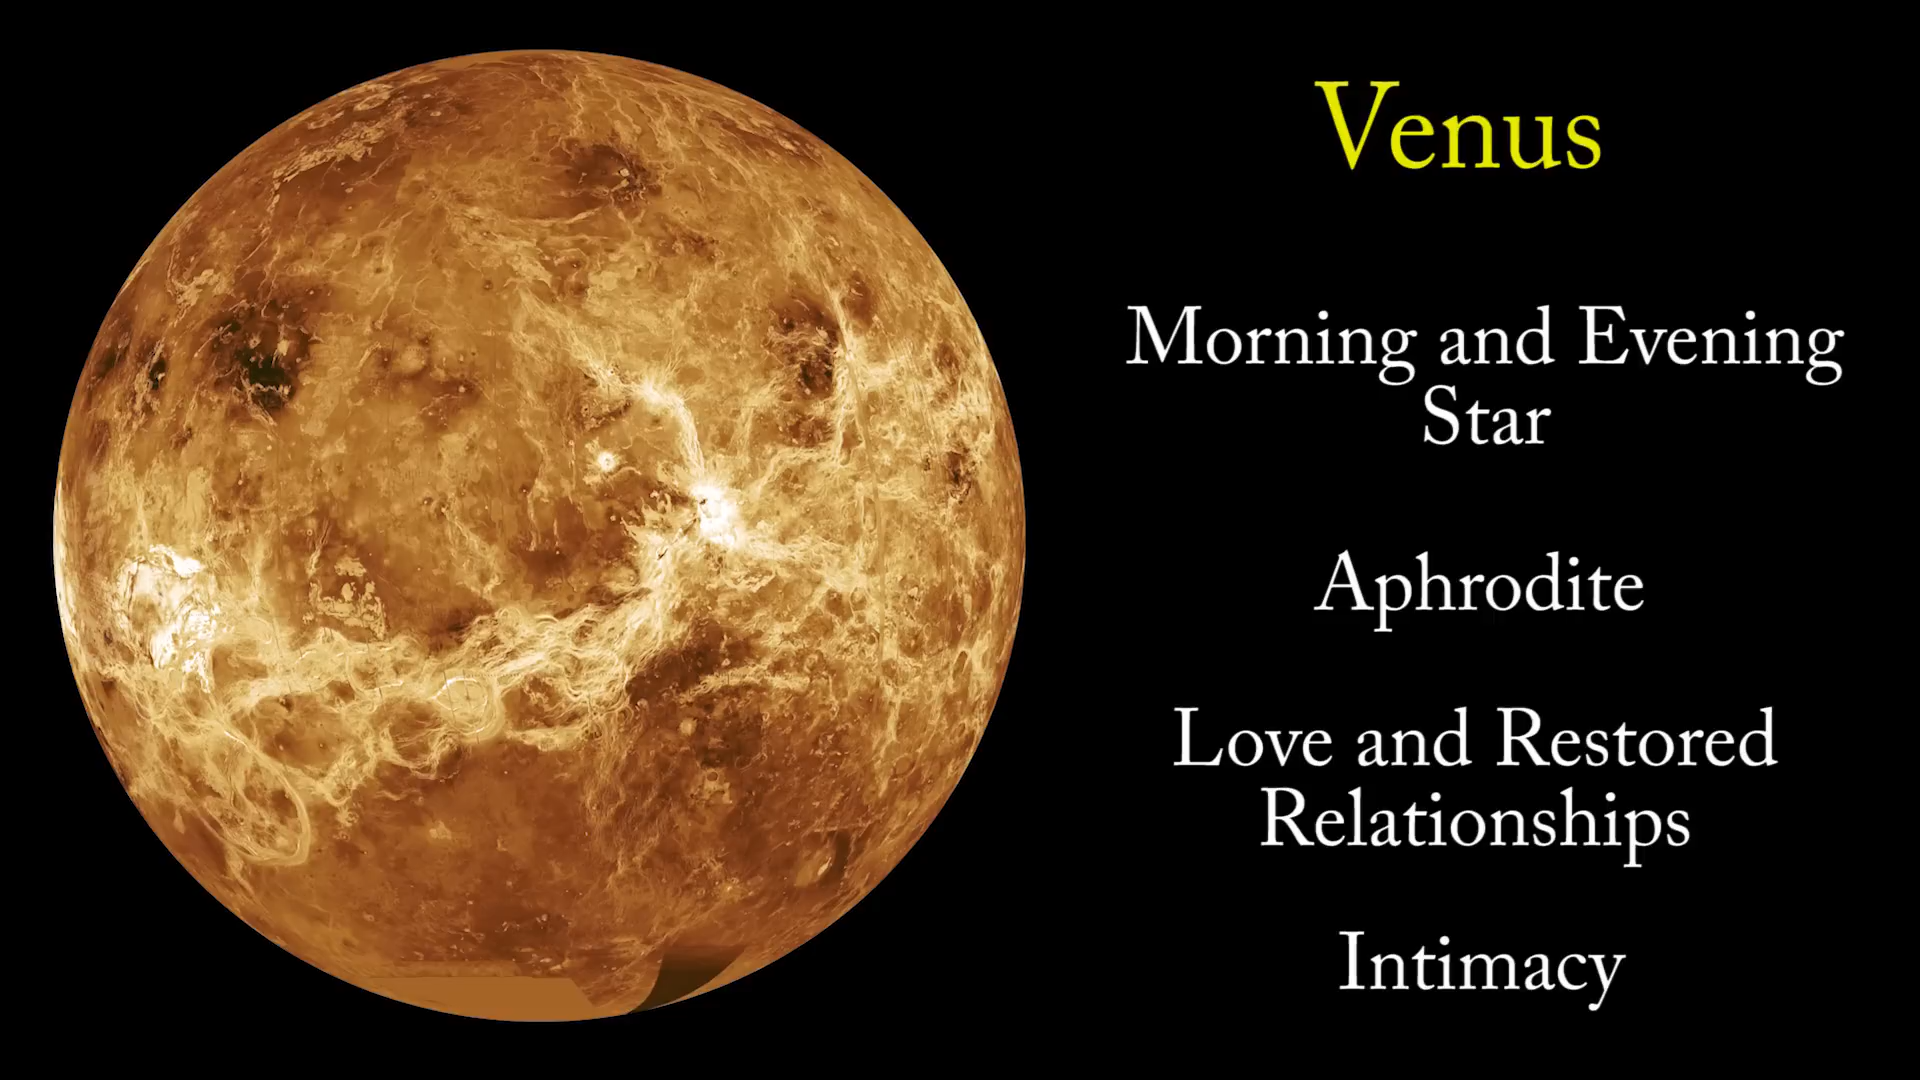 Venus
Morning and Evening
Star
Aphrodite
Love and Restored
Relationships
Intimacy